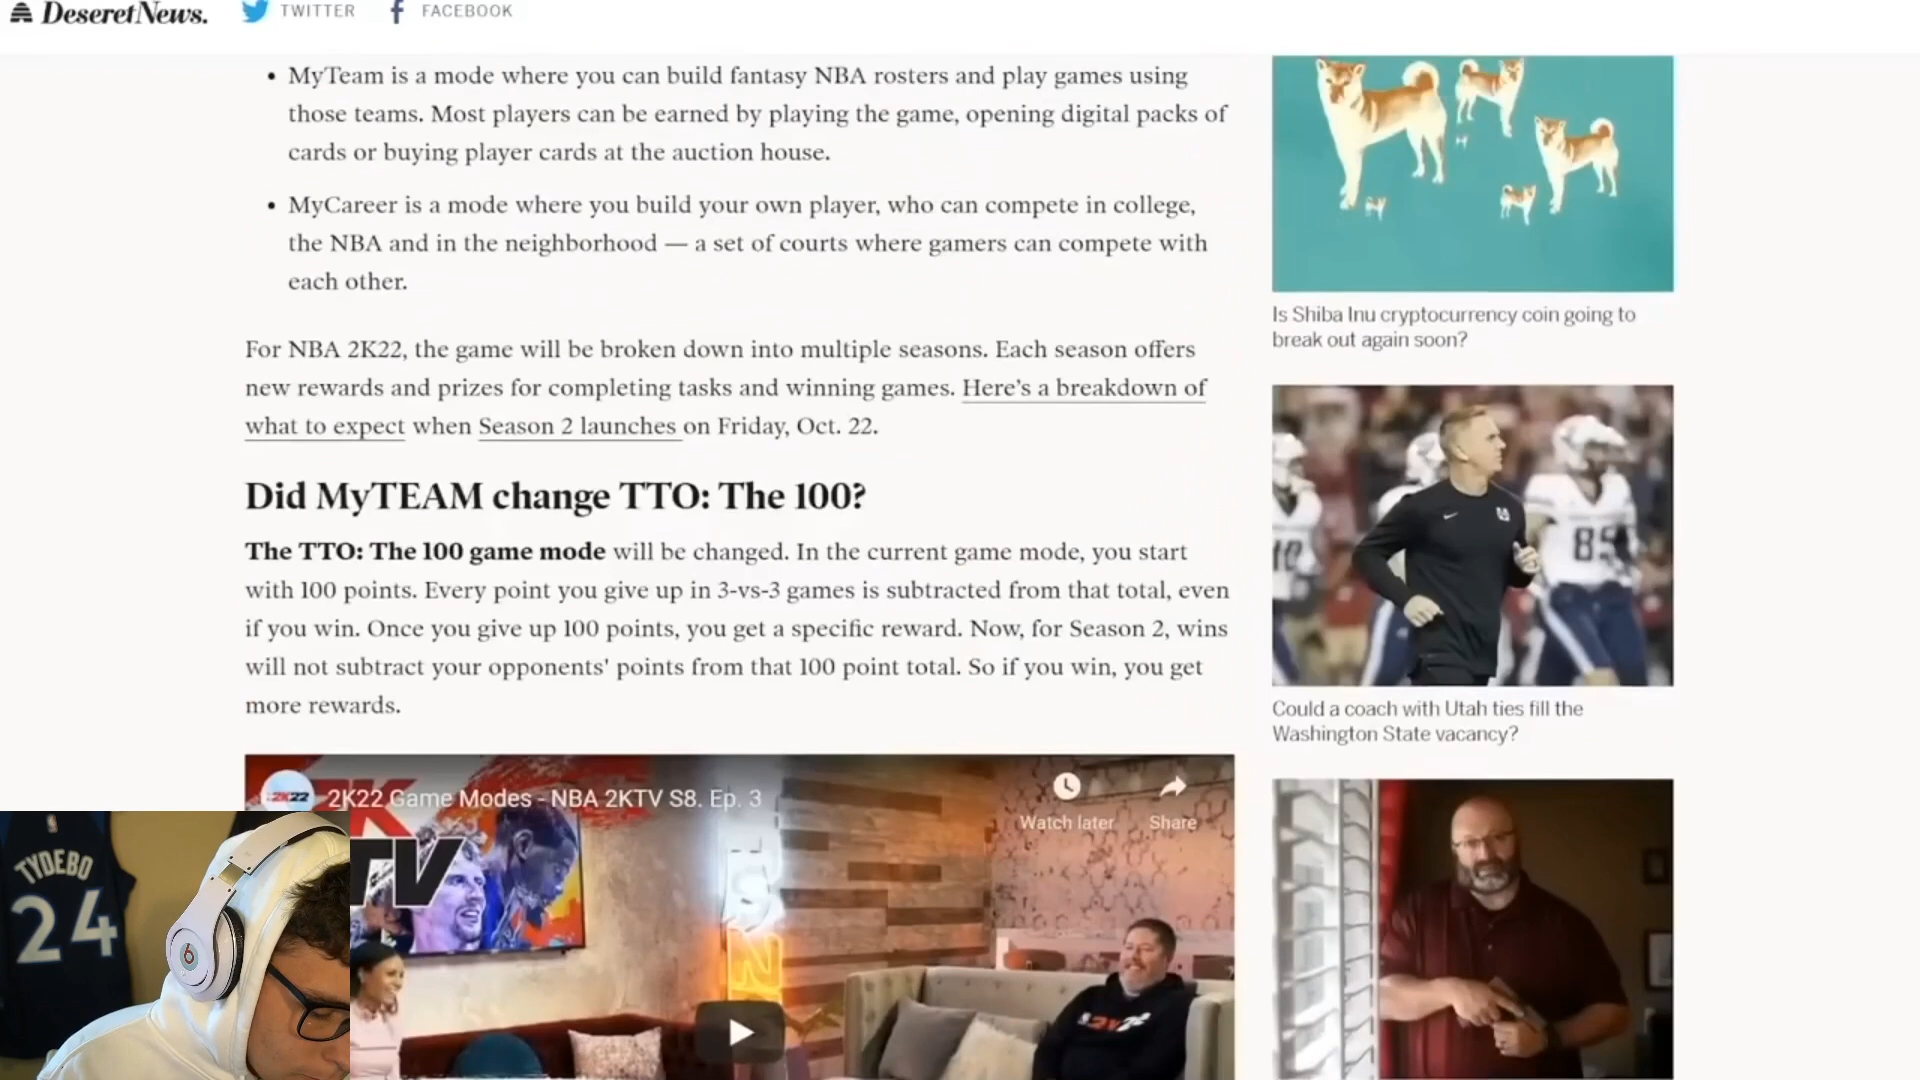 Deseret News.
TWITTER
FACEBOOK
• MyTeam is a mode where you can build fantasy NBA rosters and play games using
those teams. Most players can be earned by playing the game, opening digital packs of
cards or buying player cards at the auction house.
• MyCareer is a mode where you build your own player, who can compete in college,
the NBA and in the neighborhood — a set of courts where gamers can compete with
each other.
For NBA 2K22, the game will be broken down into multiple seasons. Each season offers
new rewards and prizes for completing tasks and winning games. Here's a breakdown of
what to expect when Season 2 launches on Friday, Oct. 22.
Did MyTEAM change TTO: The 100?
The TTO: The 100 game mode will be changed. In the current game mode, you start
with 100 points. Every point you give up in 3-vs-3 games is subtracted from that total, even
if you win. Once you give up 100 points, you get a specific reward. Now, for Season 2, wins
will not subtract your opponents' points from that 100 point total. So if you win, you get
more rewards.
2K22
2K22 Game Modes - NBA 2KTV S8. Ep. 3
Watch later
Share
2K
TV
TYDEBO
24
Is Shiba Inu cryptocurrency coin going to
break out again soon?
85
Could a coach with Utah ties fill the
Washington State vacancy?